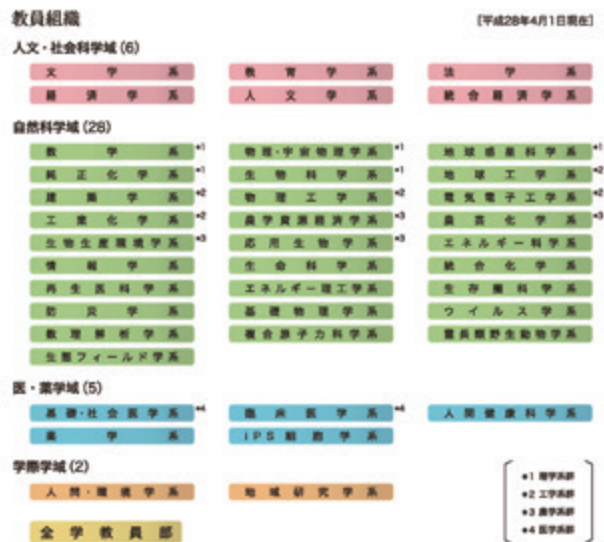 教員組織 [平成28年4月1日現在]
人文・社会科学域(6)
文学系 教育学系 法学系
経済学系 人文学系 統合経済学系
自然科学域(28)
数学系 *1 物理・宇宙物理学系 *1 地球惑星科学系 *1
純正化学系 *1 生物科学系 *1 地球工学系 *2
建築学系 *2 物理工学系 *2 電気電子工学系 *2
工業化学系 *2 農学資源経済学系 *3 農芸化学系 *3
生物生産環境学系 *3 応用生物学系 *3 エネルギー科学系
情報学系 生命科学系 統合化学系
再生医科学系 エネルギー理工学系 生存圏科学系
防災学系 基礎物理学系 ウイルス学系
数理解析学系 複合原子力科学系 霊長類野生動物学系
生態フィールド学系
医・薬学域(5)
基礎・社会医学系 *4 臨床医学系 *4 人間健康科学系
薬学系 iPS細胞学系
学際学域(2)
人間・環境学系 地域研究学系
*1 理学系群
*2 工学系群
*3 農学系群
*4 医学系群
全学教員部